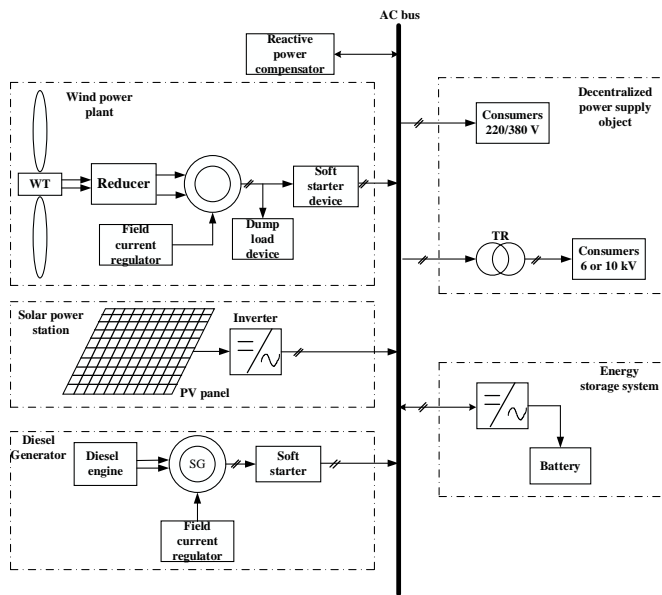 AC bus
Reactive
power
compensator
Wind power
plant
WT
Reducer
Soft
starter
device
Field
current
regulator
Dump
load
device
Decentralized
power supply
object
Consumers
220/380 V
TR
Consumers
6 or 10 kV
Solar power
station
Inverter
PV panel
Energy
storage system
Battery
Diesel
Generator
Diesel
engine
SG
Soft
starter
Field
current
regulator